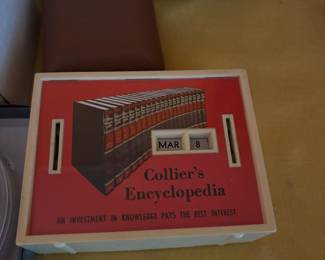 MAR 8
Collier's
Encyclopedia
AN INVESTMENT IN KNOWLEDGE PAYS THE BEST INTEREST